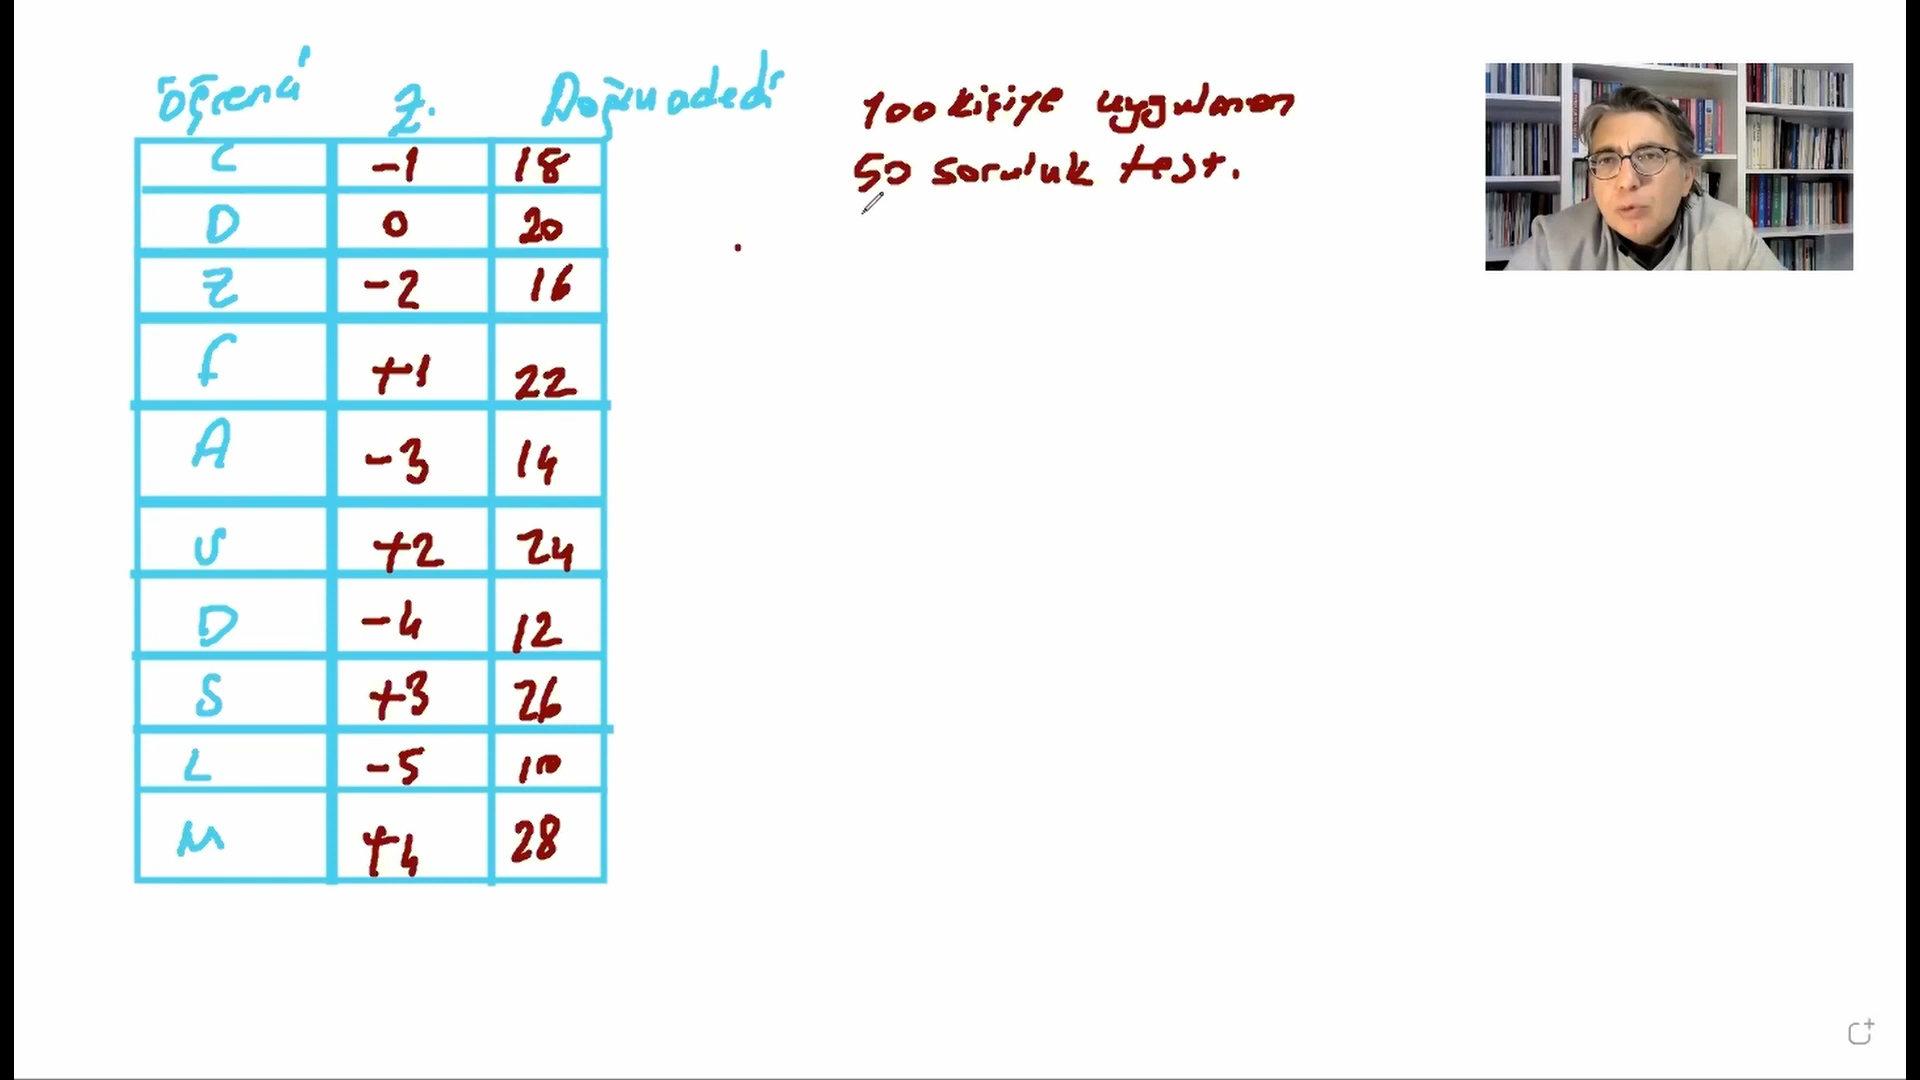 öğrenci Z. Doğru adedi
C -1 18
D 0 20
Z -2 16
F +1 22
A -3 14
U +2 24
D -4 12
S +3 26
L -5 10
M +4 28
100 kişiye uygulanan
50 soruluk test.